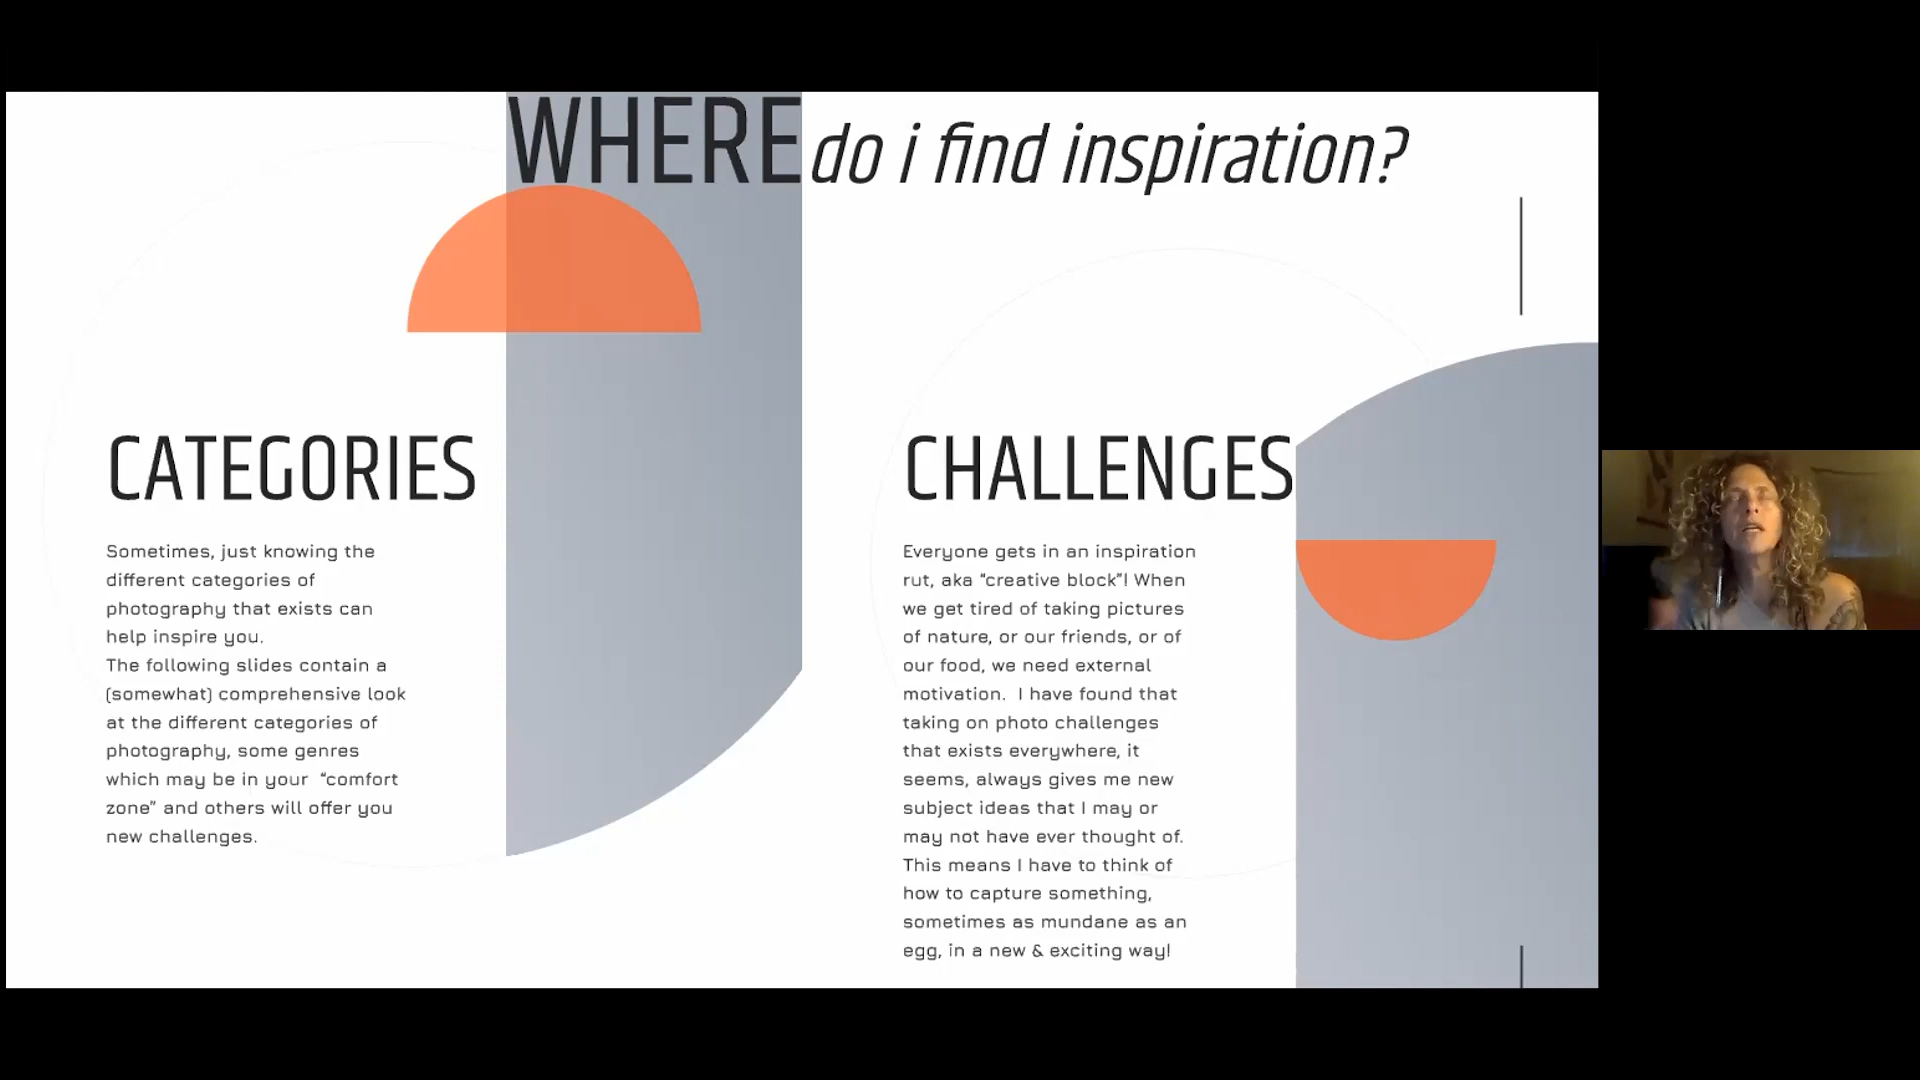 WHERE do i find inspiration?
CATEGORIES
Sometimes, just knowing the
different categories of
photography that exists can
help inspire you.
The following slides contain a
(somewhat) comprehensive look
at the different categories of
photography, some genres
which may be in your “comfort
zone” and others will offer you
new challenges.
CHALLENGES
Everyone gets in an inspiration
rut, aka “creative block”! When
we get tired of taking pictures
of nature, or our friends, or of
our food, we need external
motivation. I have found that
taking on photo challenges
that exists everywhere, it
seems, always gives me new
subject ideas that I may or
may not have ever thought of.
This means I have to think of
how to capture something,
sometimes as mundane as an
egg, in a new & exciting way!